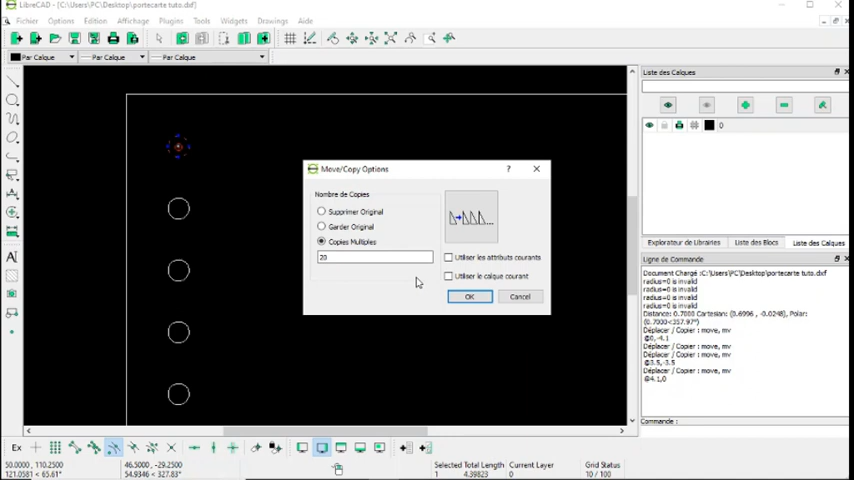 LibreCAD - [C:\Users\PC\Desktop\portecarte tuto.dxf]
Fichier Options Edition Affichage Plugins Tools Widgets Drawings Aide
Par Calque Par Calque Par Calque
Liste des Calques
0
Move/Copy Options ?
Nombre de Copies
Supprimer Original
Garder Original
Copies Multiples
20
Utiliser les attributs courants
Utiliser le calque courant
OK Cancel
Explorateur de Librairies Liste des Blocs Liste des Calques
Ligne de Commande
Document Chargé :C:/Users/PC/Desktop/portecarte tuto.dxf
radius=0 is invalid
radius=0 is invalid
radius=0 is invalid
radius=0 is invalid
Distance: 0.7000 Cartesian: (0.6996 , -0.0248), Polar:
(0.7000<357.97°)
Déplacer / Copier : move, mv
@0,-4.1
Déplacer / Copier : move, mv
@3.5,-3.5
Déplacer / Copier : move, mv
@4.1,0
Commande :
Ex
50.0000 , 110.2500 46.5000 , -29.2500 Selected Total Length Current Layer Grid Status
121.0581 < 65.61° 54.9346 < 327.83° 1 4.39823 0 10 / 100